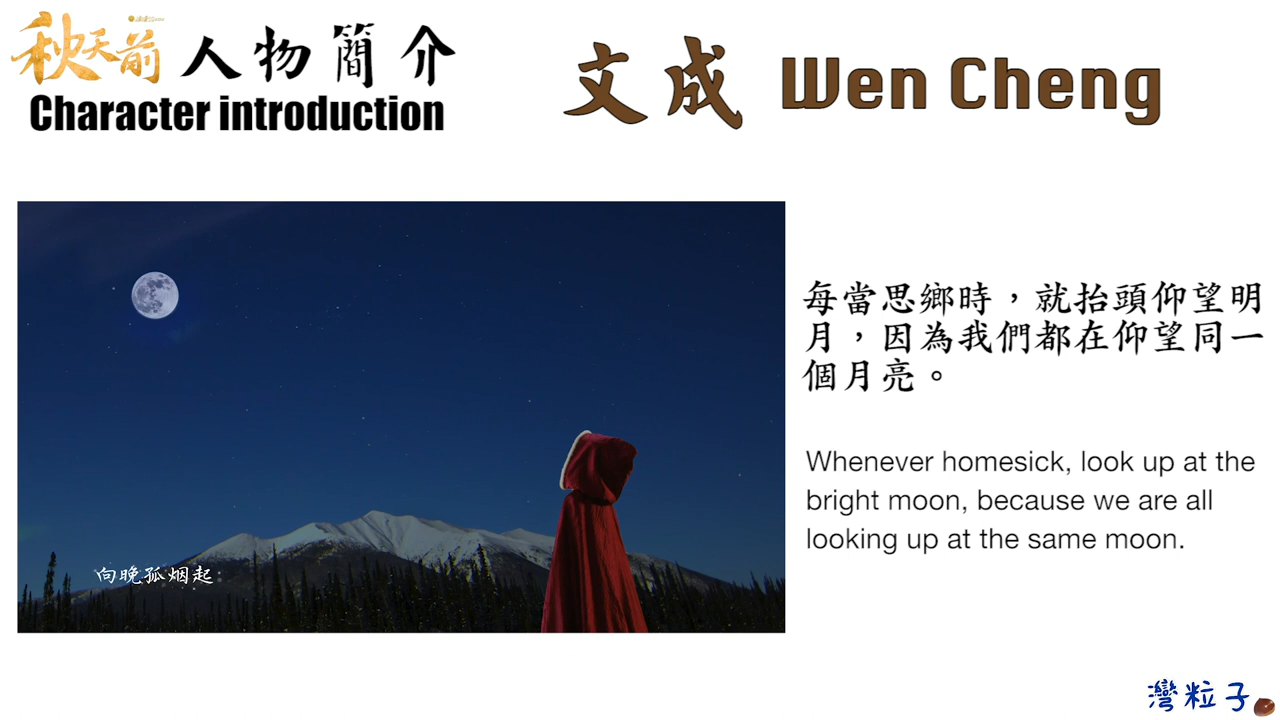 秋天前 人物簡介
Character introduction
文成 Wen Cheng
每當思鄉時，就抬頭仰望明
月，因為我們都在仰望同一
個月亮。
Whenever homesick, look up at the
bright moon, because we are all
looking up at the same moon.
向晚孤烟起
灣粒子